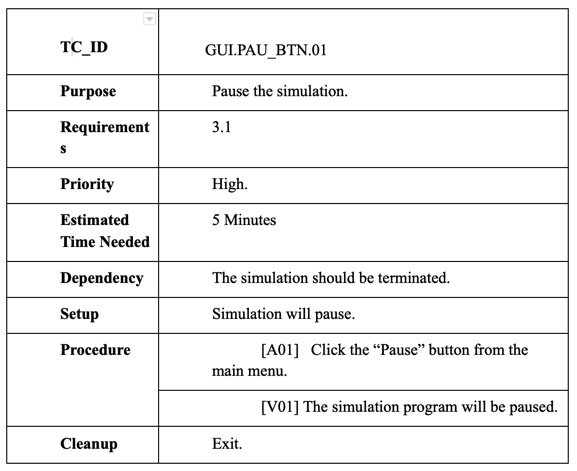 TC_ID GUI.PAU_BTN.01
Purpose Pause the simulation.
Requirement 3.1
s
Priority High.
Estimated 5 Minutes
Time Needed
Dependency The simulation should be terminated.
Setup Simulation will pause.
Procedure [A01] Click the “Pause” button from the
main menu.
[V01] The simulation program will be paused.
Cleanup Exit.